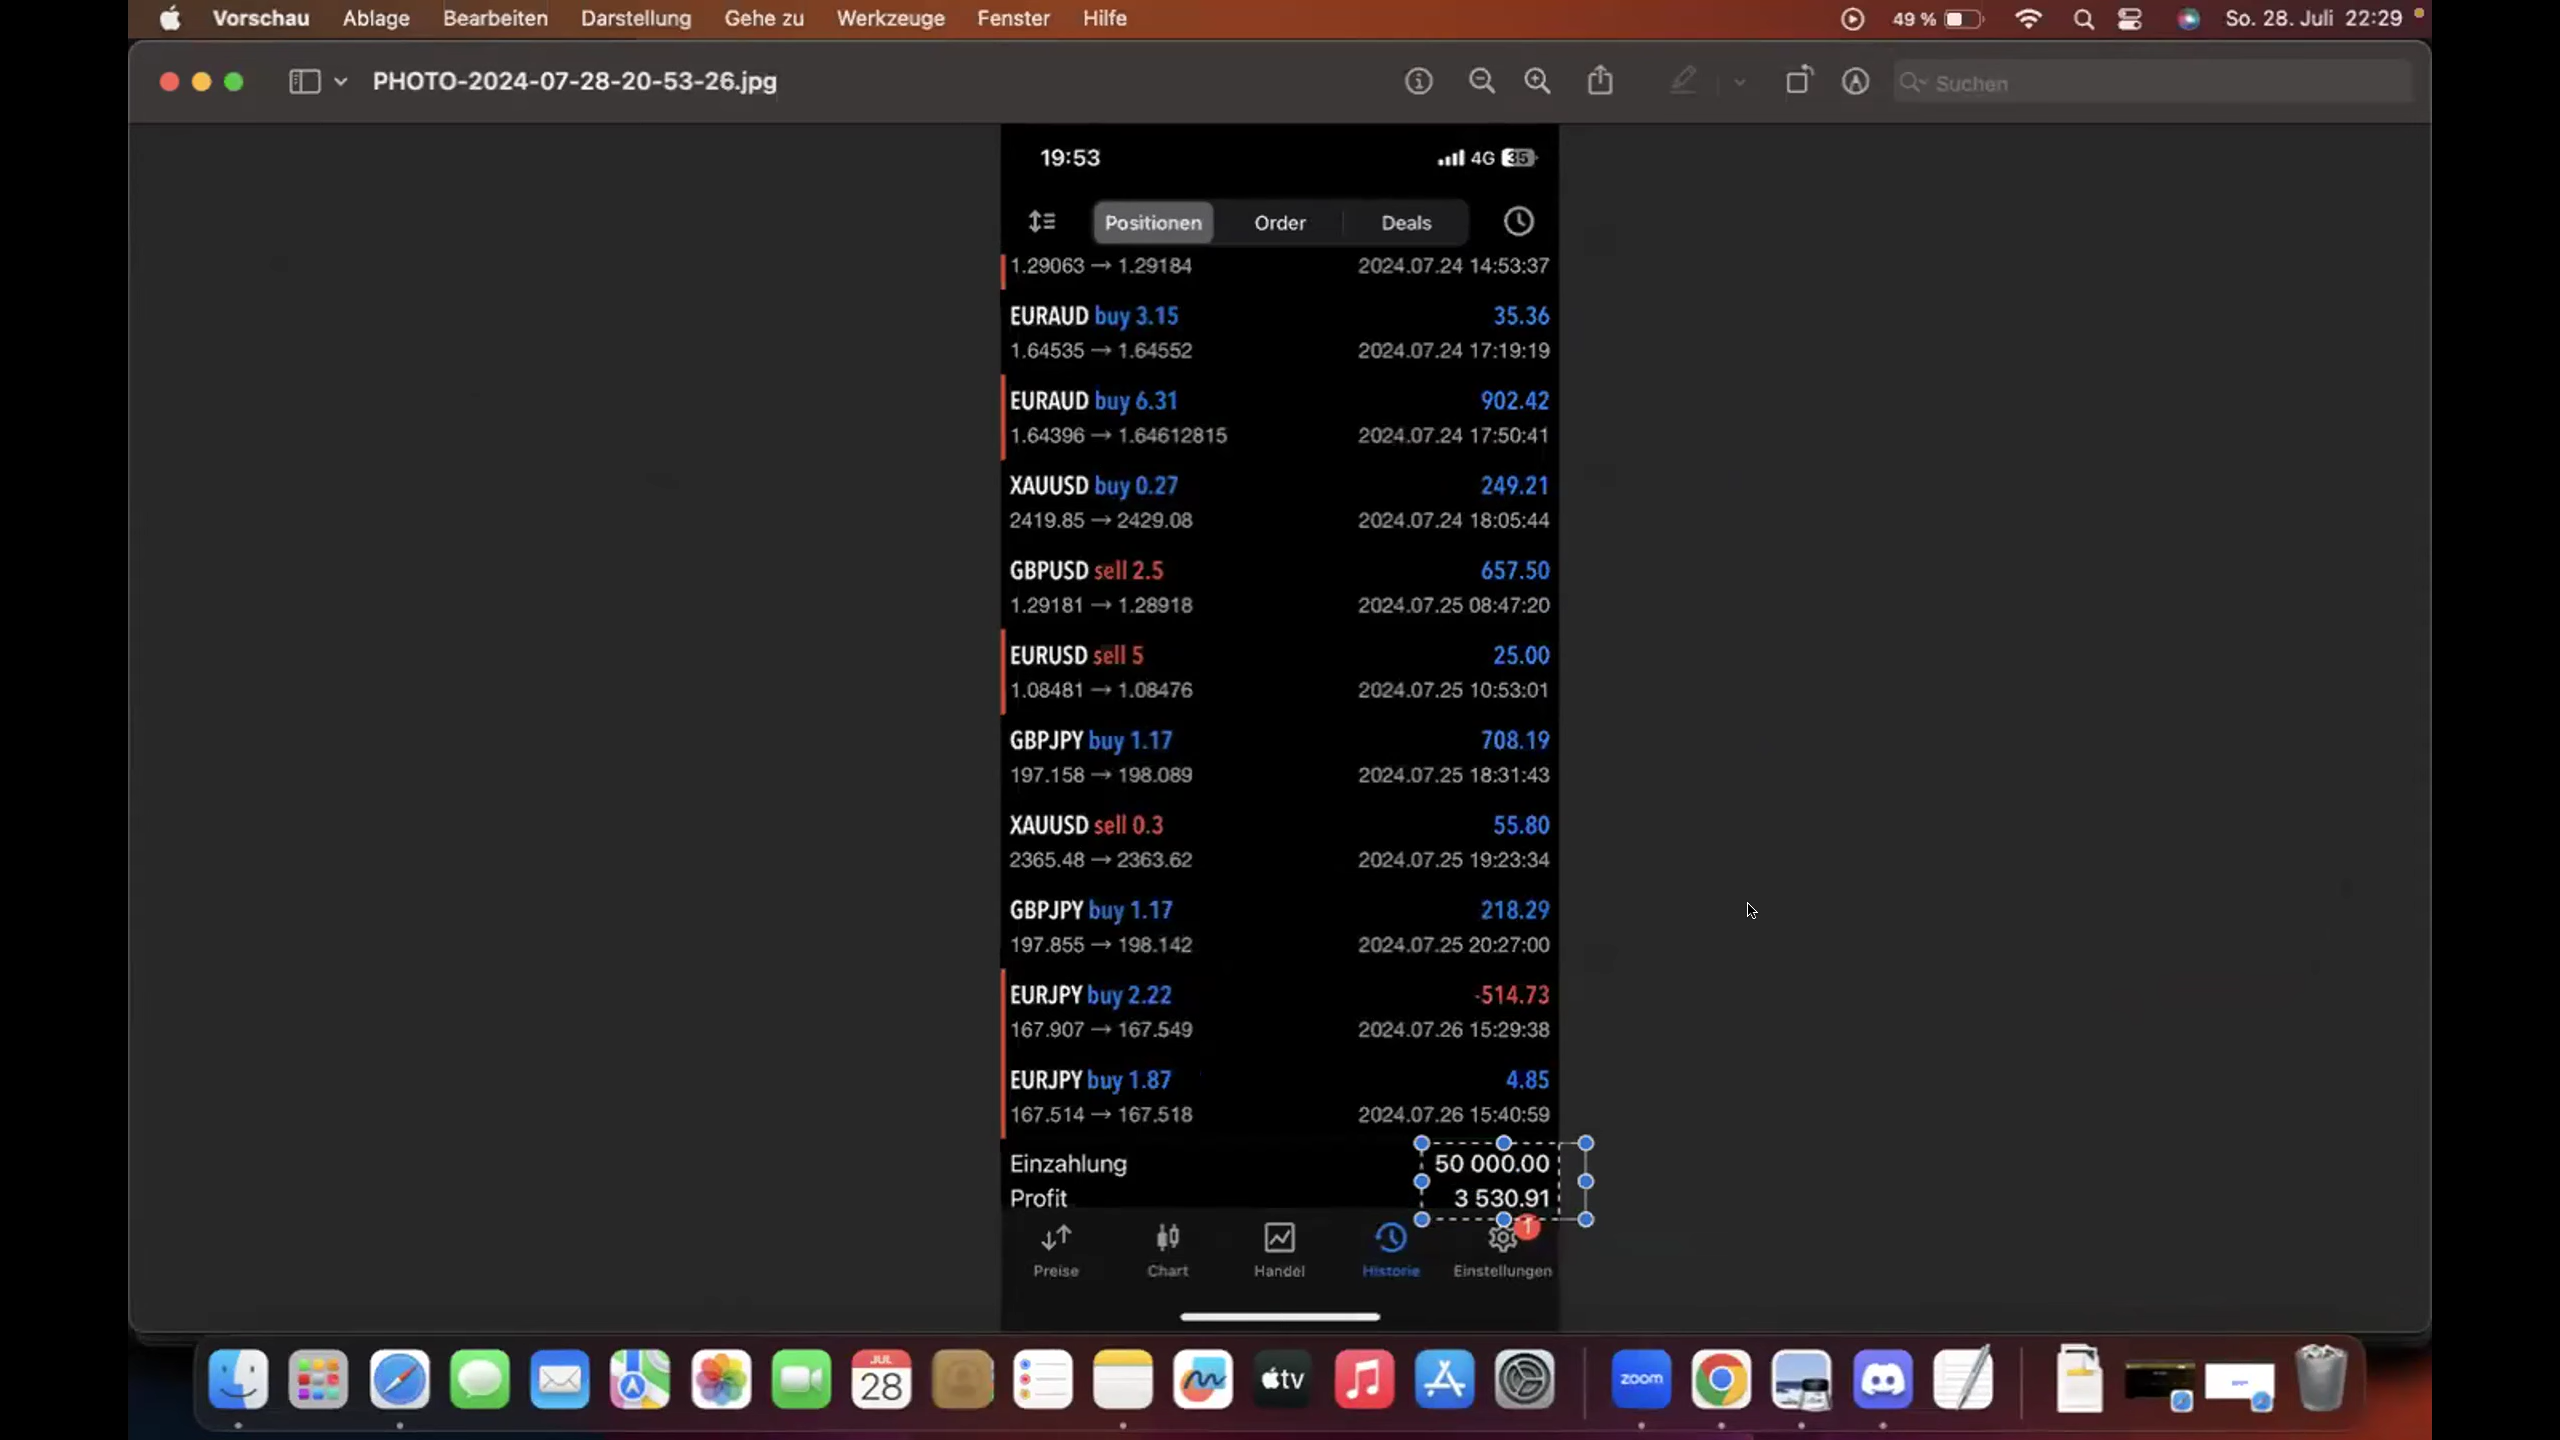 Vorschau Ablage Bearbeiten Darstellung Gehe zu Werkzeuge Fenster Hilfe 49 % So. 28. Juli 22:29
PHOTO-2024-07-28-20-53-26.jpg Suchen
19:53 4G 35
Positionen Order Deals
1.29063 → 1.29184 2024.07.24 14:53:37
EURAUD buy 3.15 35.36
1.64535 → 1.64552 2024.07.24 17:19:19
EURAUD buy 6.31 902.42
1.64396 → 1.64612815 2024.07.24 17:50:41
XAUUSD buy 0.27 249.21
2419.85 → 2429.08 2024.07.24 18:05:44
GBPUSD sell 2.5 657.50
1.29181 → 1.28918 2024.07.25 08:47:20
EURUSD sell 5 25.00
1.08481 → 1.08476 2024.07.25 10:53:01
GBPJPY buy 1.17 708.19
197.158 → 198.089 2024.07.25 18:31:43
XAUUSD sell 0.3 55.80
2365.48 → 2363.62 2024.07.25 19:23:34
GBPJPY buy 1.17 218.29
197.855 → 198.142 2024.07.25 20:27:00
EURJPY buy 2.22 -514.73
167.907 → 167.549 2024.07.26 15:29:38
EURJPY buy 1.87 4.85
167.514 → 167.518 2024.07.26 15:40:59
Einzahlung 50 000.00
Profit 3 530.91
1
Preise Chart Handel Historie Einstellungen
JUL
28 tv zoom